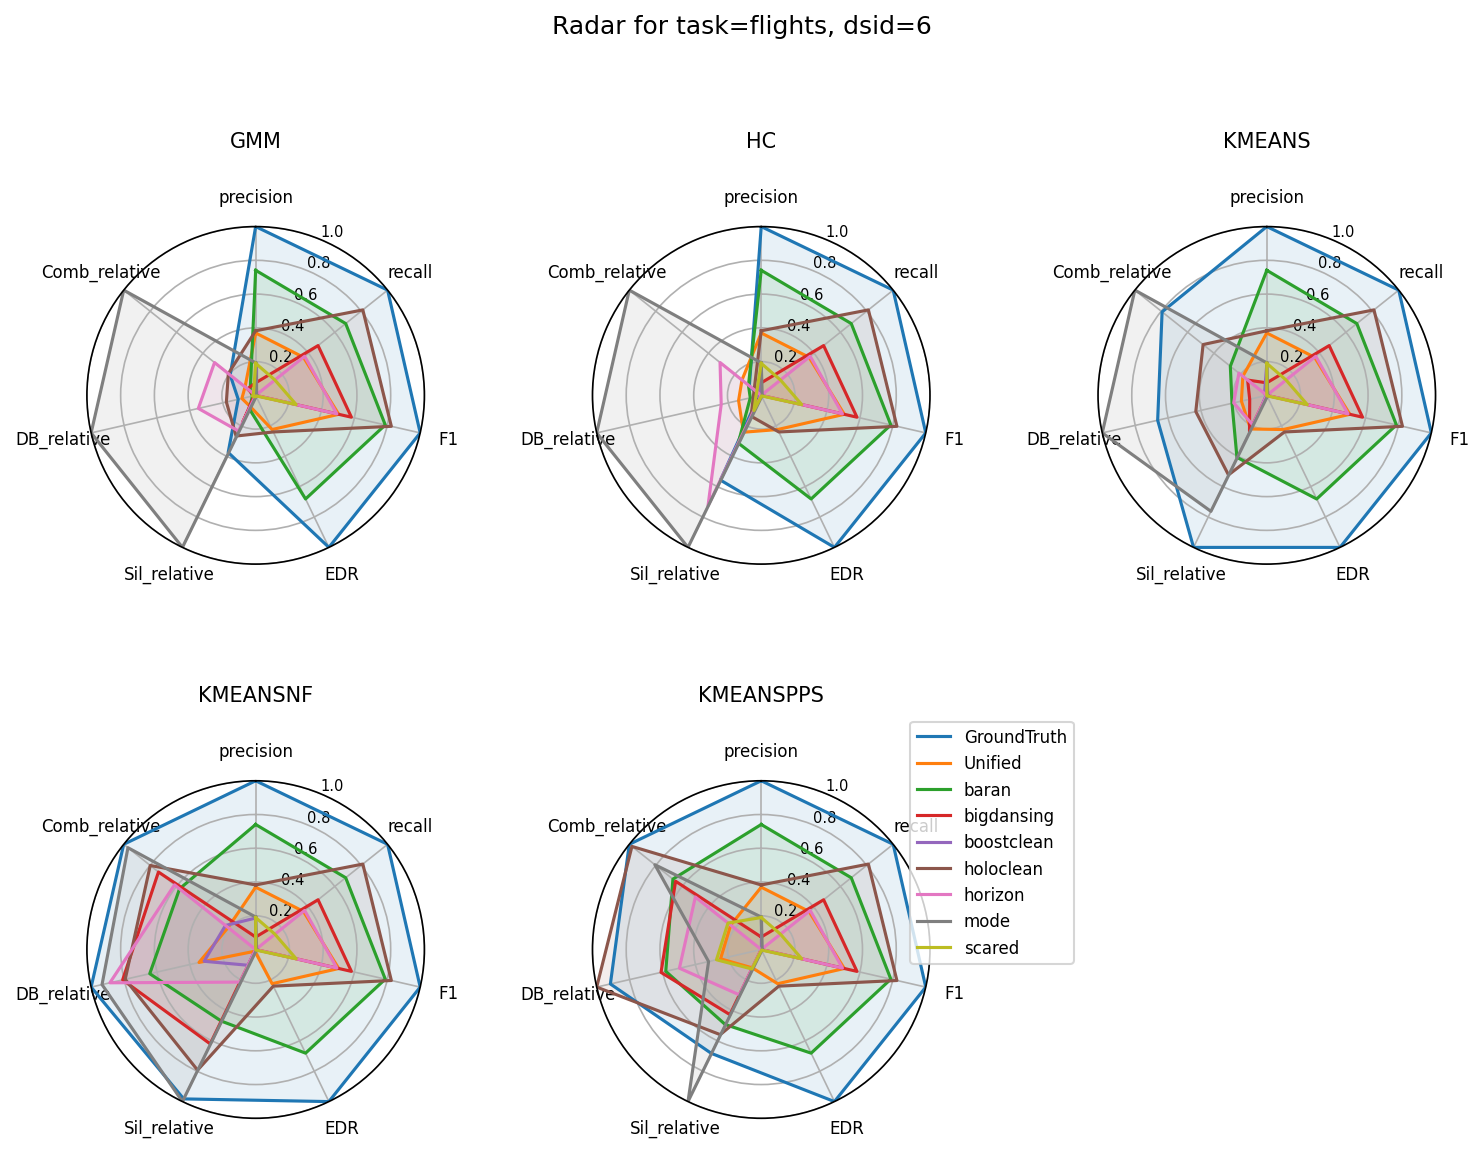 Radar for task=flights, dsid=6
GMM
precision
recall
F1
EDR
Sil_relative
DB_relative
Comb_relative
0.2
0.4
0.6
0.8
1.0
HC
precision
recall
F1
EDR
Sil_relative
DB_relative
Comb_relative
0.2
0.4
0.6
0.8
1.0
KMEANS
precision
recall
F1
EDR
Sil_relative
DB_relative
Comb_relative
0.2
0.4
0.6
0.8
1.0
KMEANSNF
precision
recall
F1
EDR
Sil_relative
DB_relative
Comb_relative
0.2
0.4
0.6
0.8
1.0
KMEANSPPS
precision
recall
F1
EDR
Sil_relative
DB_relative
Comb_relative
0.2
0.4
0.6
0.8
1.0
GroundTruth
Unified
baran
bigdansing
boostclean
holoclean
horizon
mode
scared